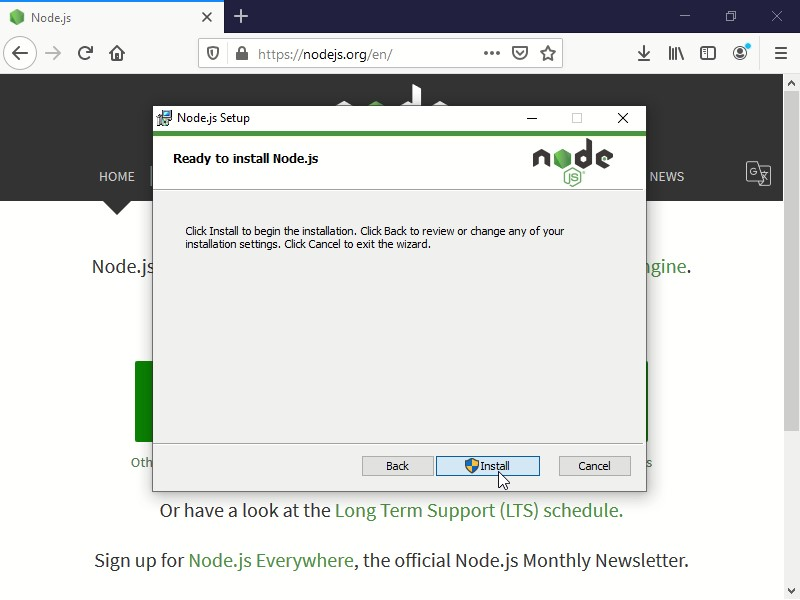 Node.js
https://nodejs.org/en/
Node.js Setup
Ready to install Node.js
node
JS
HOME
NEWS
Click Install to begin the installation. Click Back to review or change any of your
installation settings. Click Cancel to exit the wizard.
Node.js
engine.
Back
Install
Cancel
Or have a look at the Long Term Support (LTS) schedule.
Sign up for Node.js Everywhere, the official Node.js Monthly Newsletter.